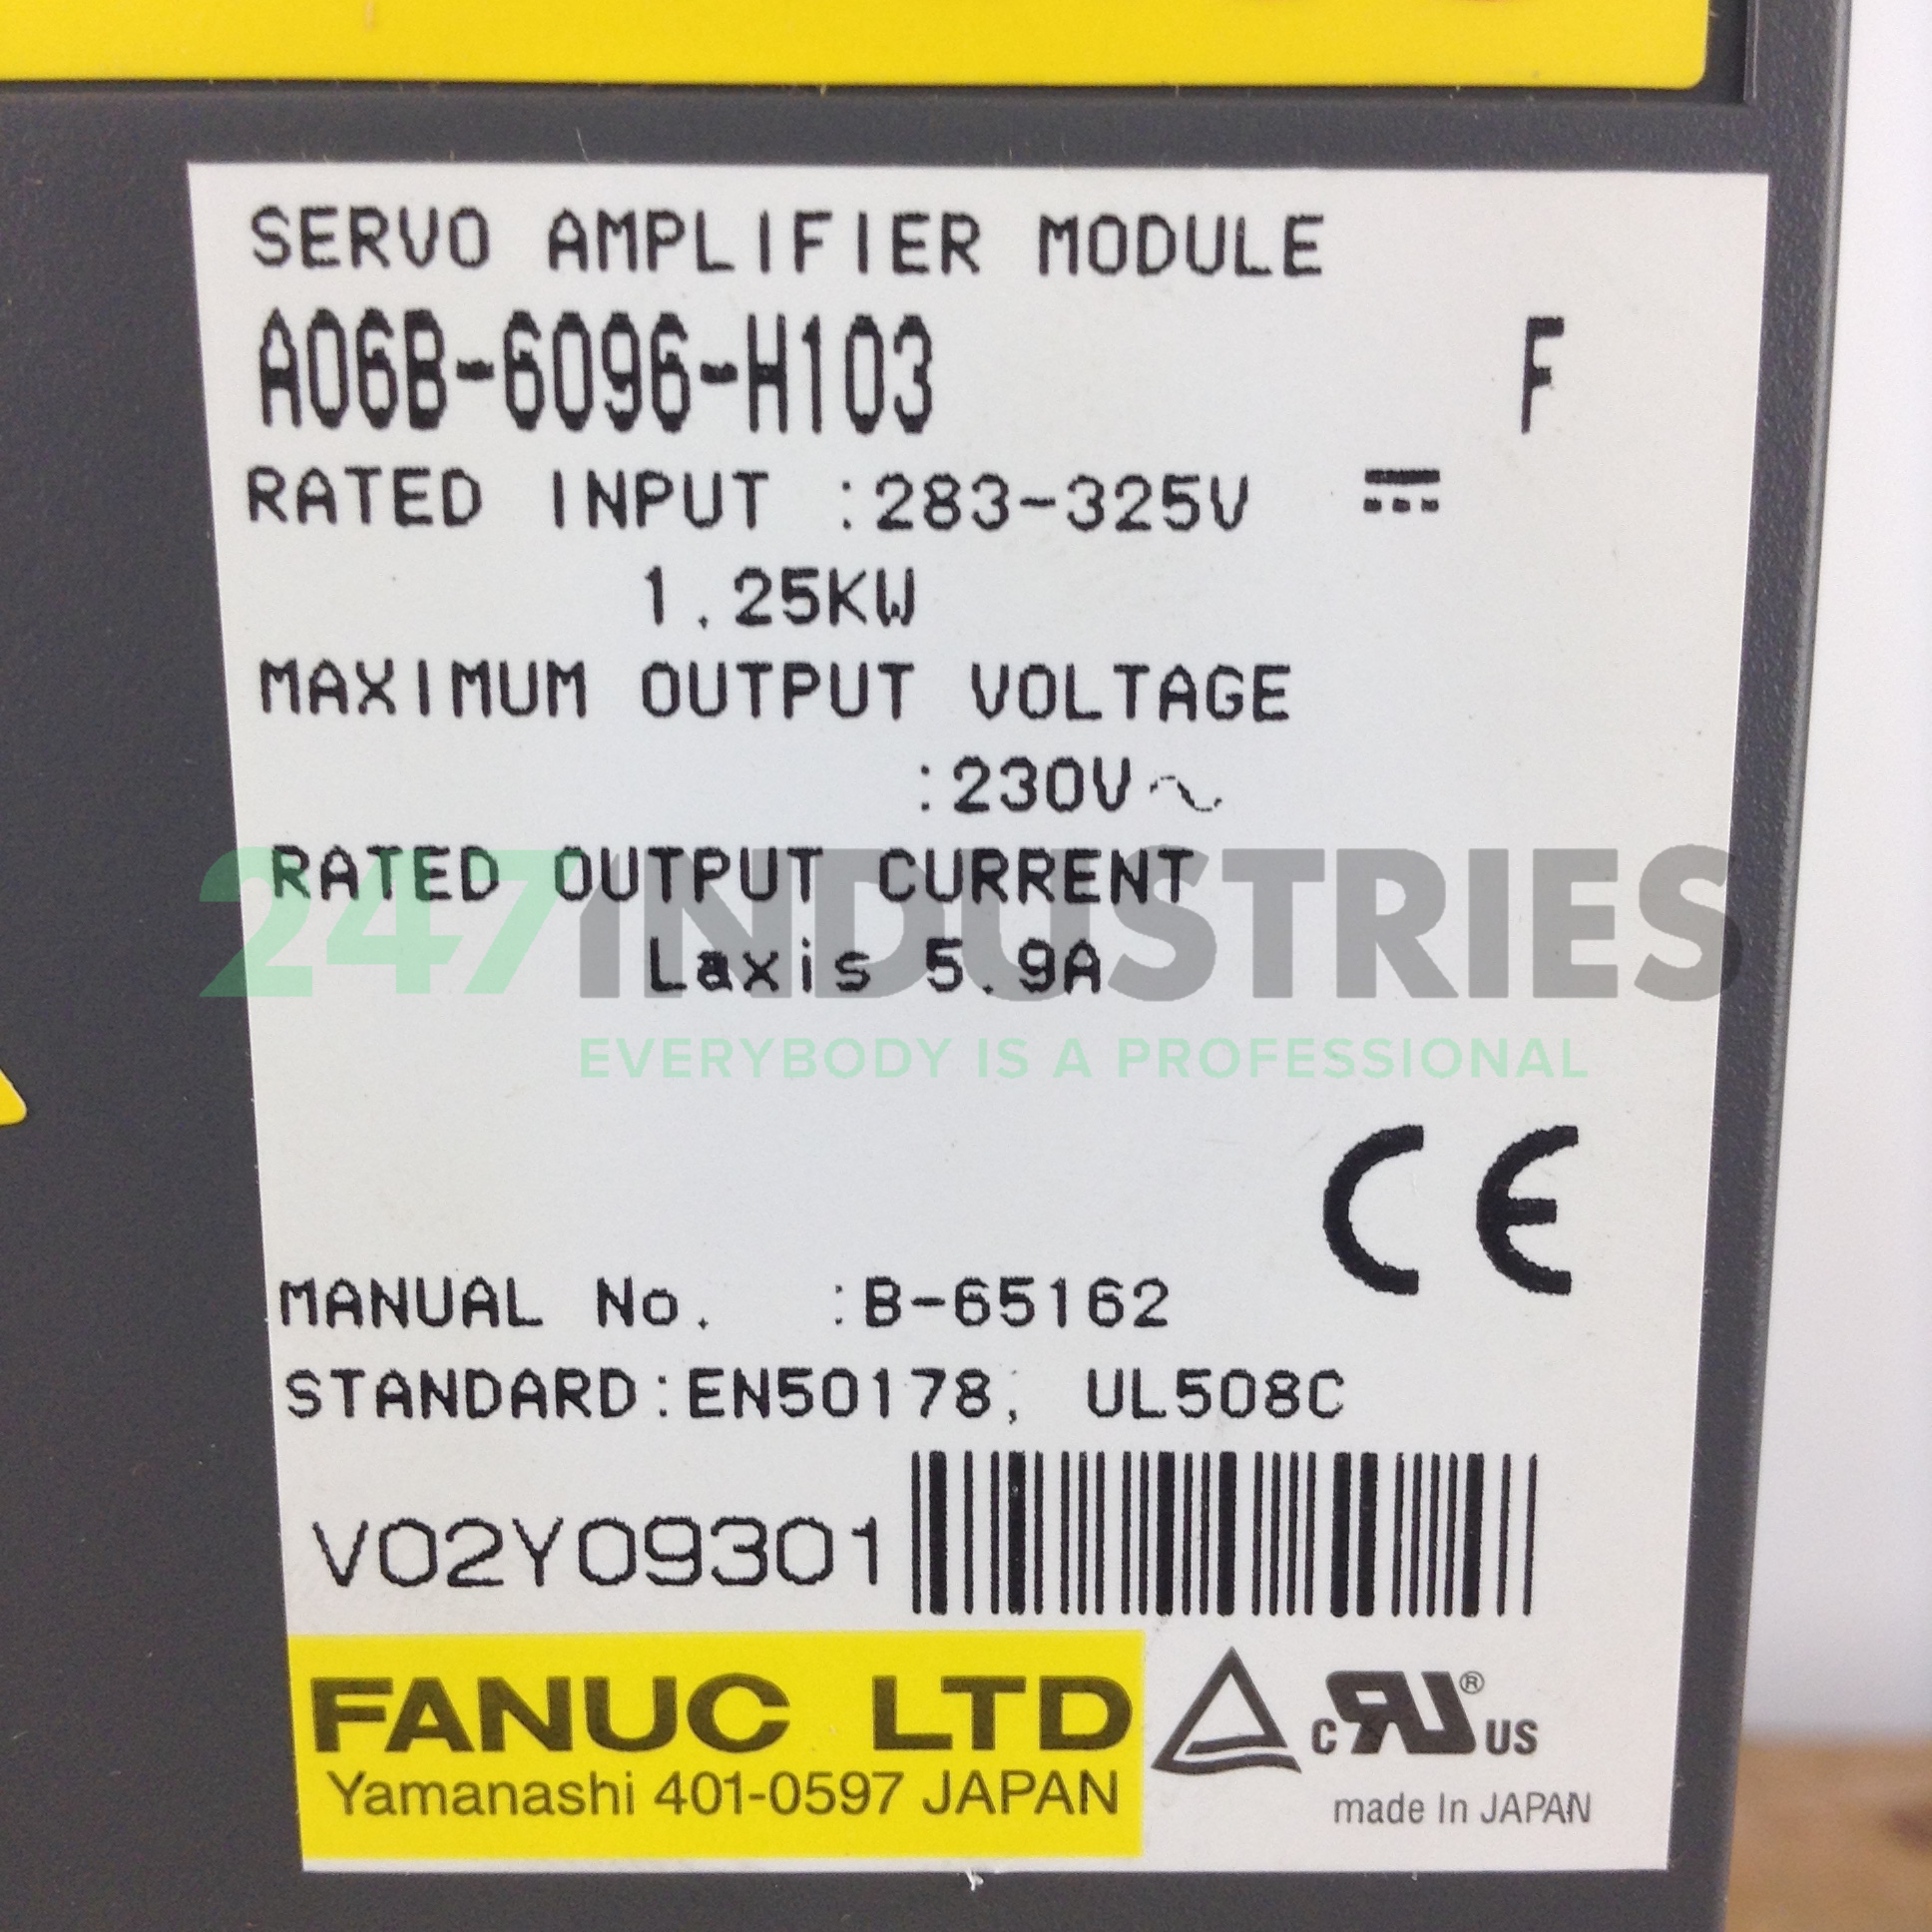 SERVO AMPLIFIER MODULE
A06B-6096-H103 F
RATED INPUT :283-325V ⎓
1.25KW
MAXIMUM OUTPUT VOLTAGE
:230V~
RATED OUTPUT CURRENT
Laxis 5.9A
247INDUSTRIES
EVERYBODY IS A PROFESSIONAL
CE
MANUAL No. :B-65162
STANDARD:EN50178, UL508C
V02Y09301
FANUC LTD
Yamanashi 401-0597 JAPAN
c RU ® US
made In JAPAN